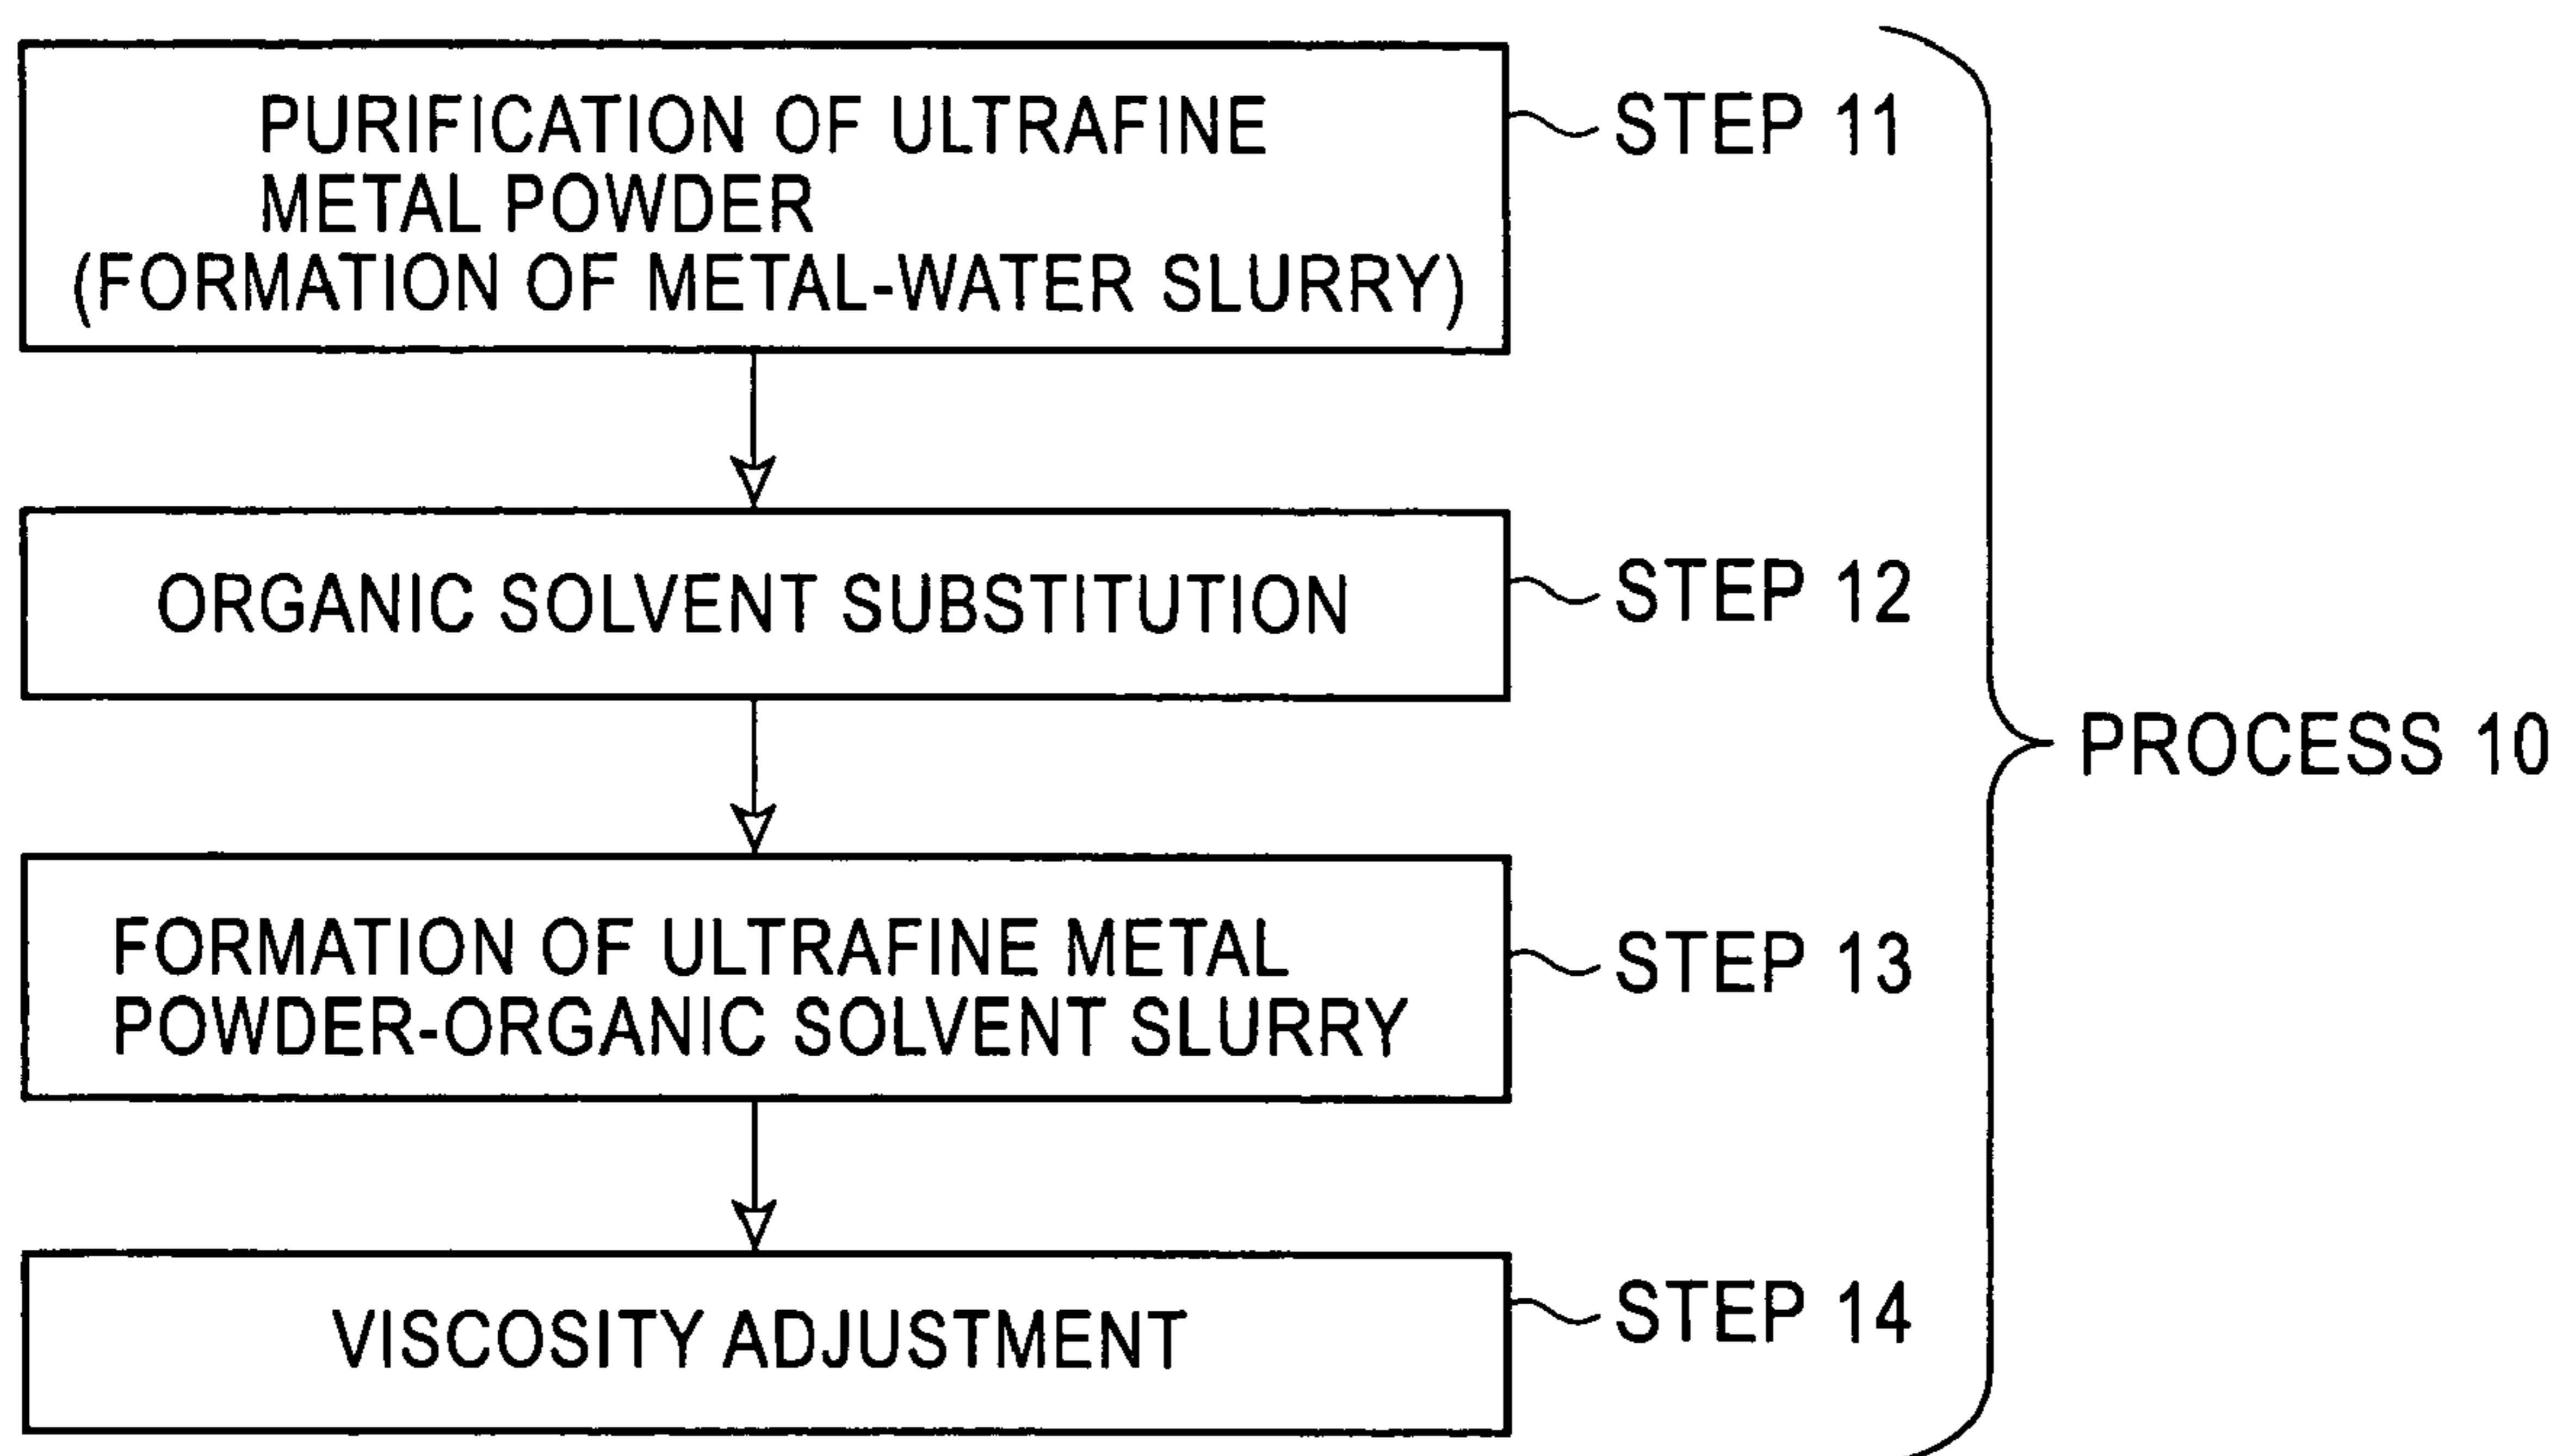 PURIFICATION OF ULTRAFINE
METAL POWDER
(FORMATION OF METAL-WATER SLURRY)
STEP 11
ORGANIC SOLVENT SUBSTITUTION
STEP 12
PROCESS 10
FORMATION OF ULTRAFINE METAL
POWDER-ORGANIC SOLVENT SLURRY
STEP 13
VISCOSITY ADJUSTMENT
STEP 14